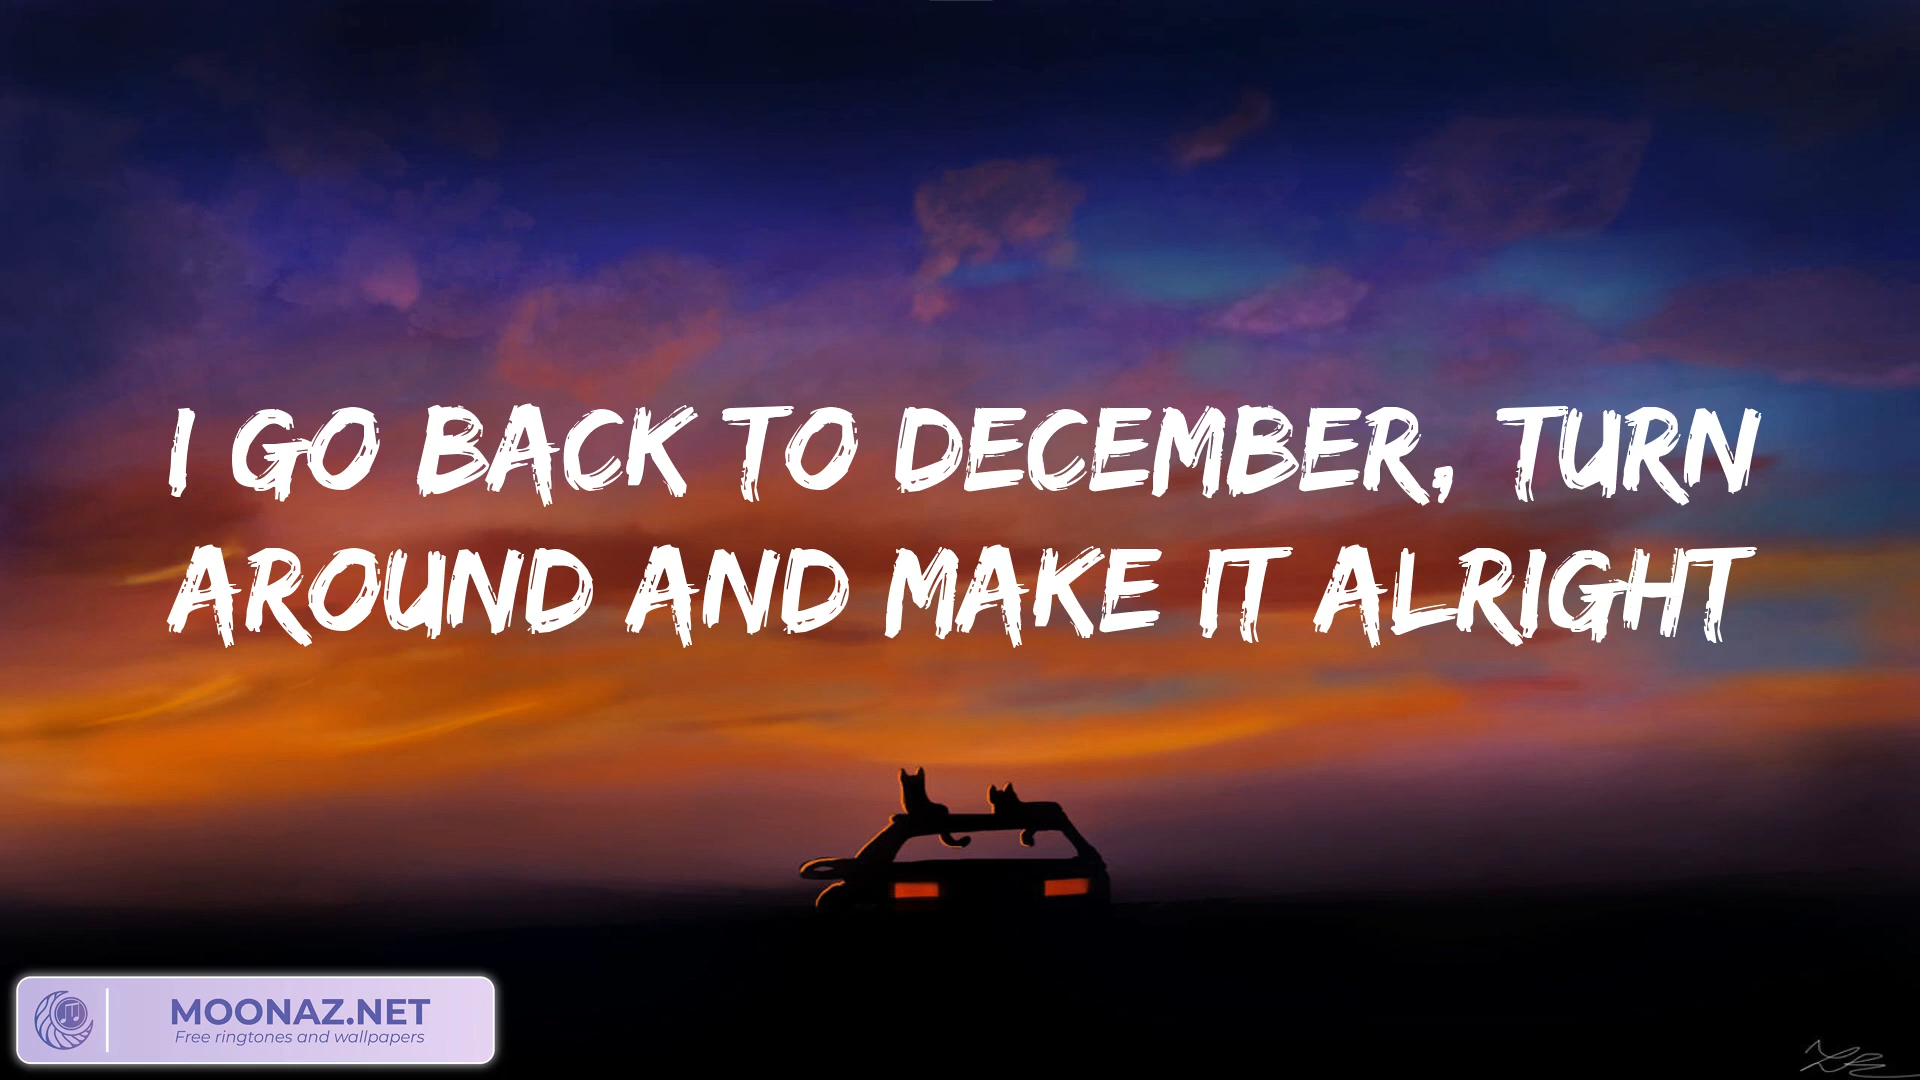 I GO BACK TO DECEMBER, TURN
AROUND AND MAKE IT ALRIGHT
MOONAZ.NET
Free ringtones and wallpapers